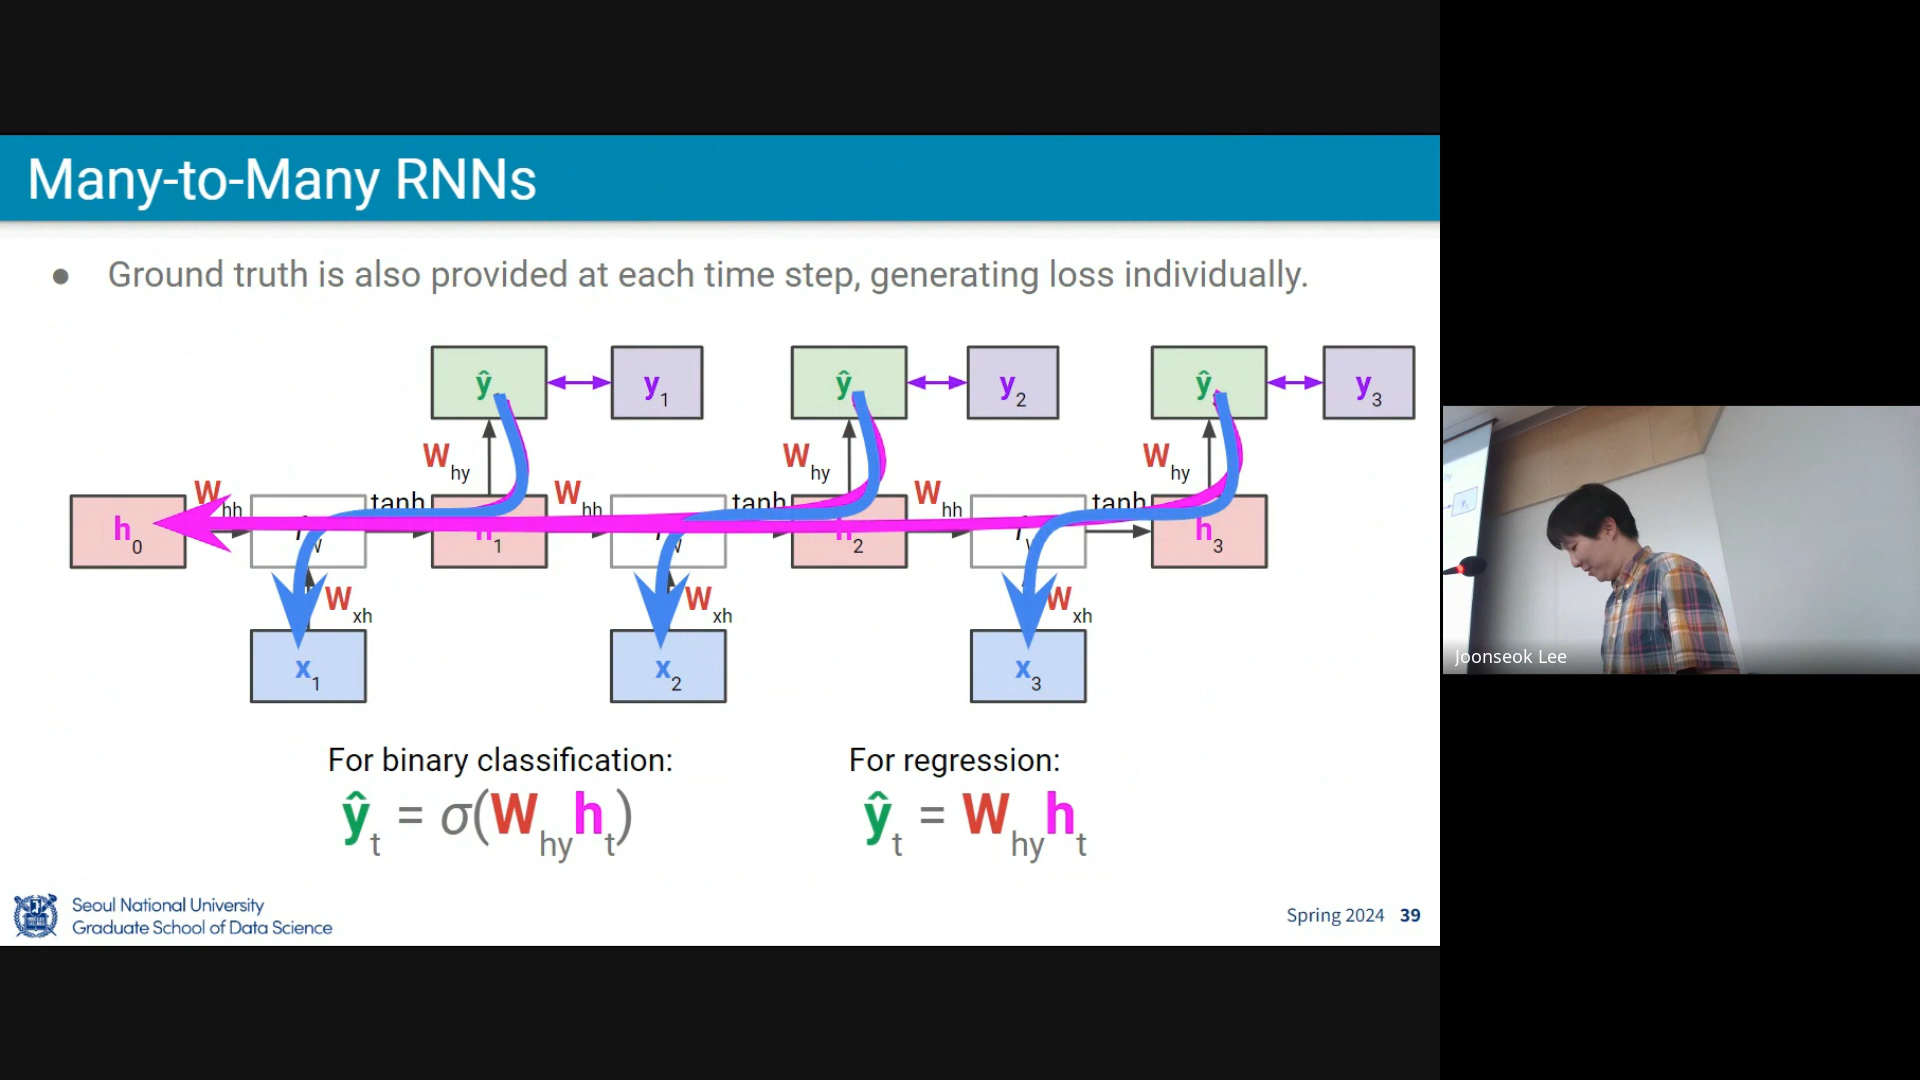 Many-to-Many RNNs
● Ground truth is also provided at each time step, generating loss individually.
ŷ y1 ŷ y2 ŷ y3
Why Why Why
Whh tanh Whh tanh Whh tanh
h0 h1 h2 h3
Wxh Wxh Wxh
x1 x2 x3
For binary classification: For regression:
ŷt = σ(Whyht) ŷt = Whyht
Seoul National University
Graduate School of Data Science
Spring 2024 39
Joonseok Lee